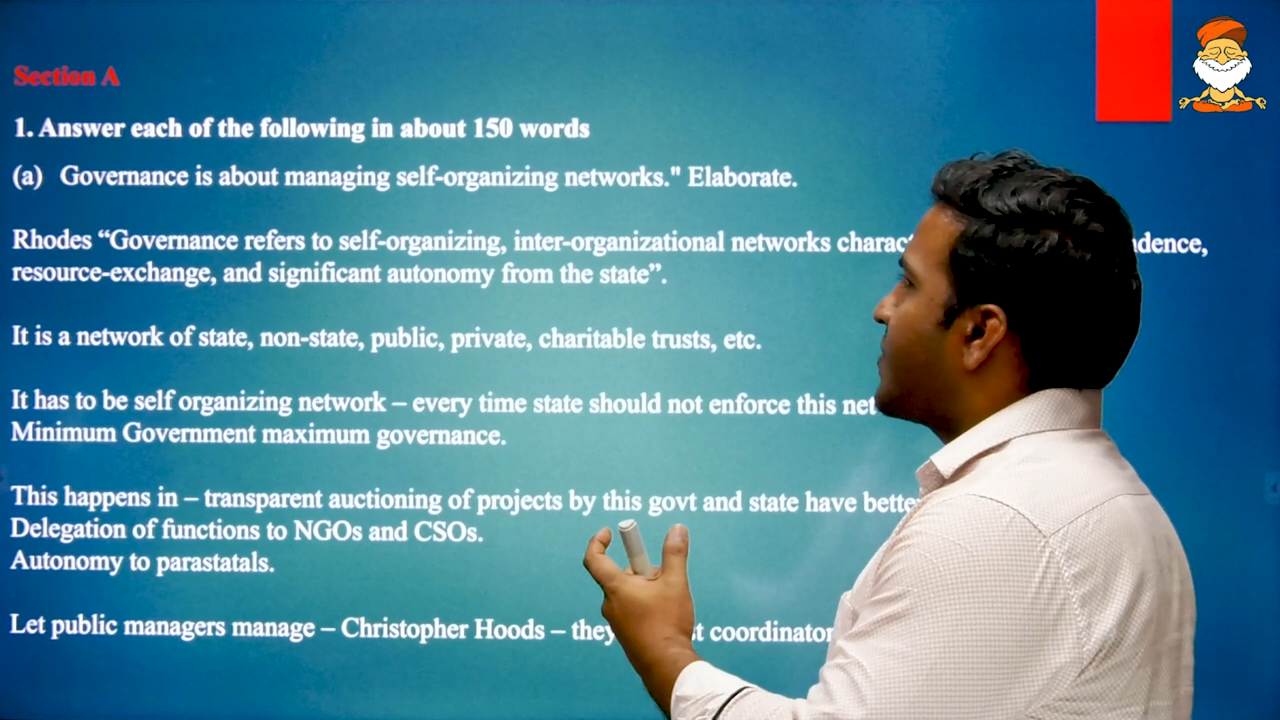 Section A
1. Answer each of the following in about 150 words
(a) Governance is about managing self-organizing networks." Elaborate.
Rhodes “Governance refers to self-organizing, inter-organizational networks
resource-exchange, and significant autonomy from the state”.
It is a network of state, non-state, public, private, charitable trusts, etc.
It has to be self organizing network – every time state should not enforce this
Minimum Government maximum governance.
This happens in – transparent auctioning of projects by this govt and state have
Delegation of functions to NGOs and CSOs.
Autonomy to parastatals.
Let public managers manage – Christopher Hoods – they coordinator